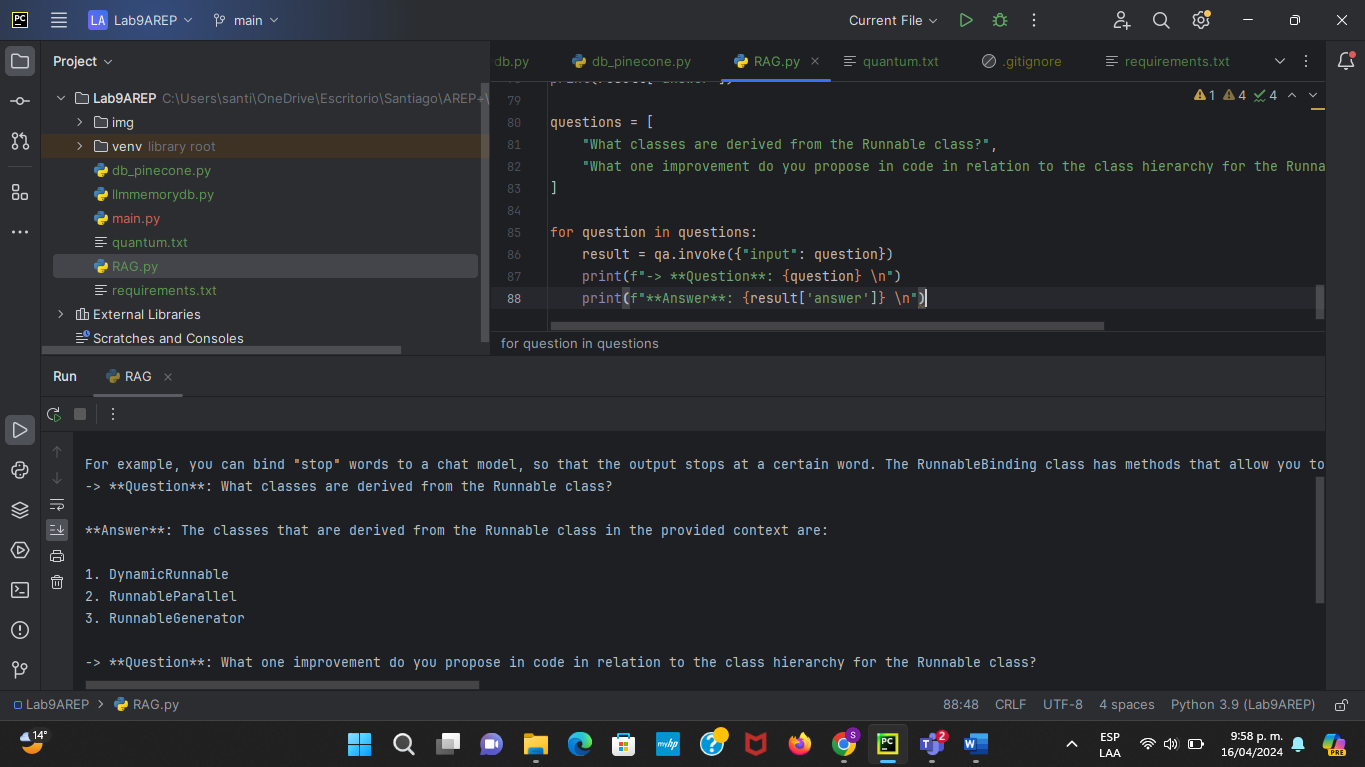 PC LA Lab9AREP main Current File
Project
Lab9AREP C:\Users\santi\OneDrive\Escritorio\Santiago\AREP+\
img
venv library root
db_pinecone.py
llmmemorydb.py
main.py
quantum.txt
RAG.py
requirements.txt
External Libraries
Scratches and Consoles
db.py db_pinecone.py RAG.py quantum.txt .gitignore requirements.txt
1 4 4
79
80 questions = [
81 "What classes are derived from the Runnable class?",
82 "What one improvement do you propose in code in relation to the class hierarchy for the Runna
83 ]
84
85 for question in questions:
86 result = qa.invoke({"input": question})
87 print(f"-> **Question**: {question} \n")
88 print(f"**Answer**: {result['answer']} \n")
for question in questions
Run RAG
For example, you can bind "stop" words to a chat model, so that the output stops at a certain word. The RunnableBinding class has methods that allow you to
-> **Question**: What classes are derived from the Runnable class?
**Answer**: The classes that are derived from the Runnable class in the provided context are:
1. DynamicRunnable
2. RunnableParallel
3. RunnableGenerator
-> **Question**: What one improvement do you propose in code in relation to the class hierarchy for the Runnable class?
Lab9AREP > RAG.py 88:48 CRLF UTF-8 4 spaces Python 3.9 (Lab9AREP)
14°
myhp
S
PC
2
ESP
LAA
9:58 p. m.
16/04/2024
PRE